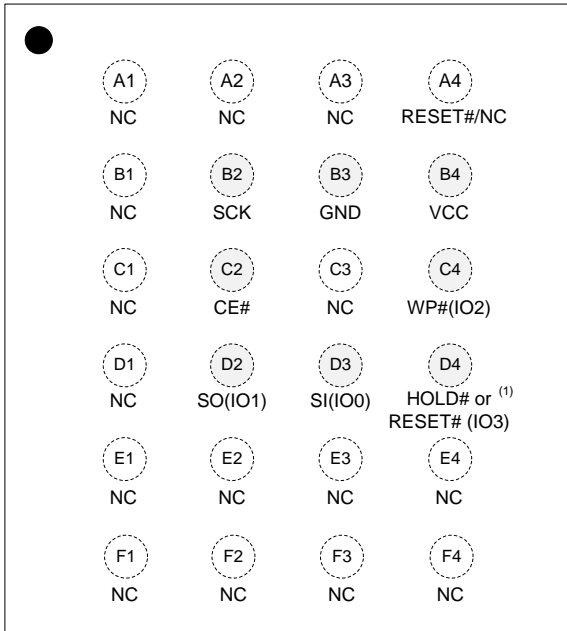 A1 A2 A3 A4
NC NC NC RESET#/NC
B1 B2 B3 B4
NC SCK GND VCC
C1 C2 C3 C4
NC CE# NC WP#(IO2)
D1 D2 D3 D4
NC SO(IO1) SI(IO0) HOLD# or (1)
RESET# (IO3)
E1 E2 E3 E4
NC NC NC NC
F1 F2 F3 F4
NC NC NC NC